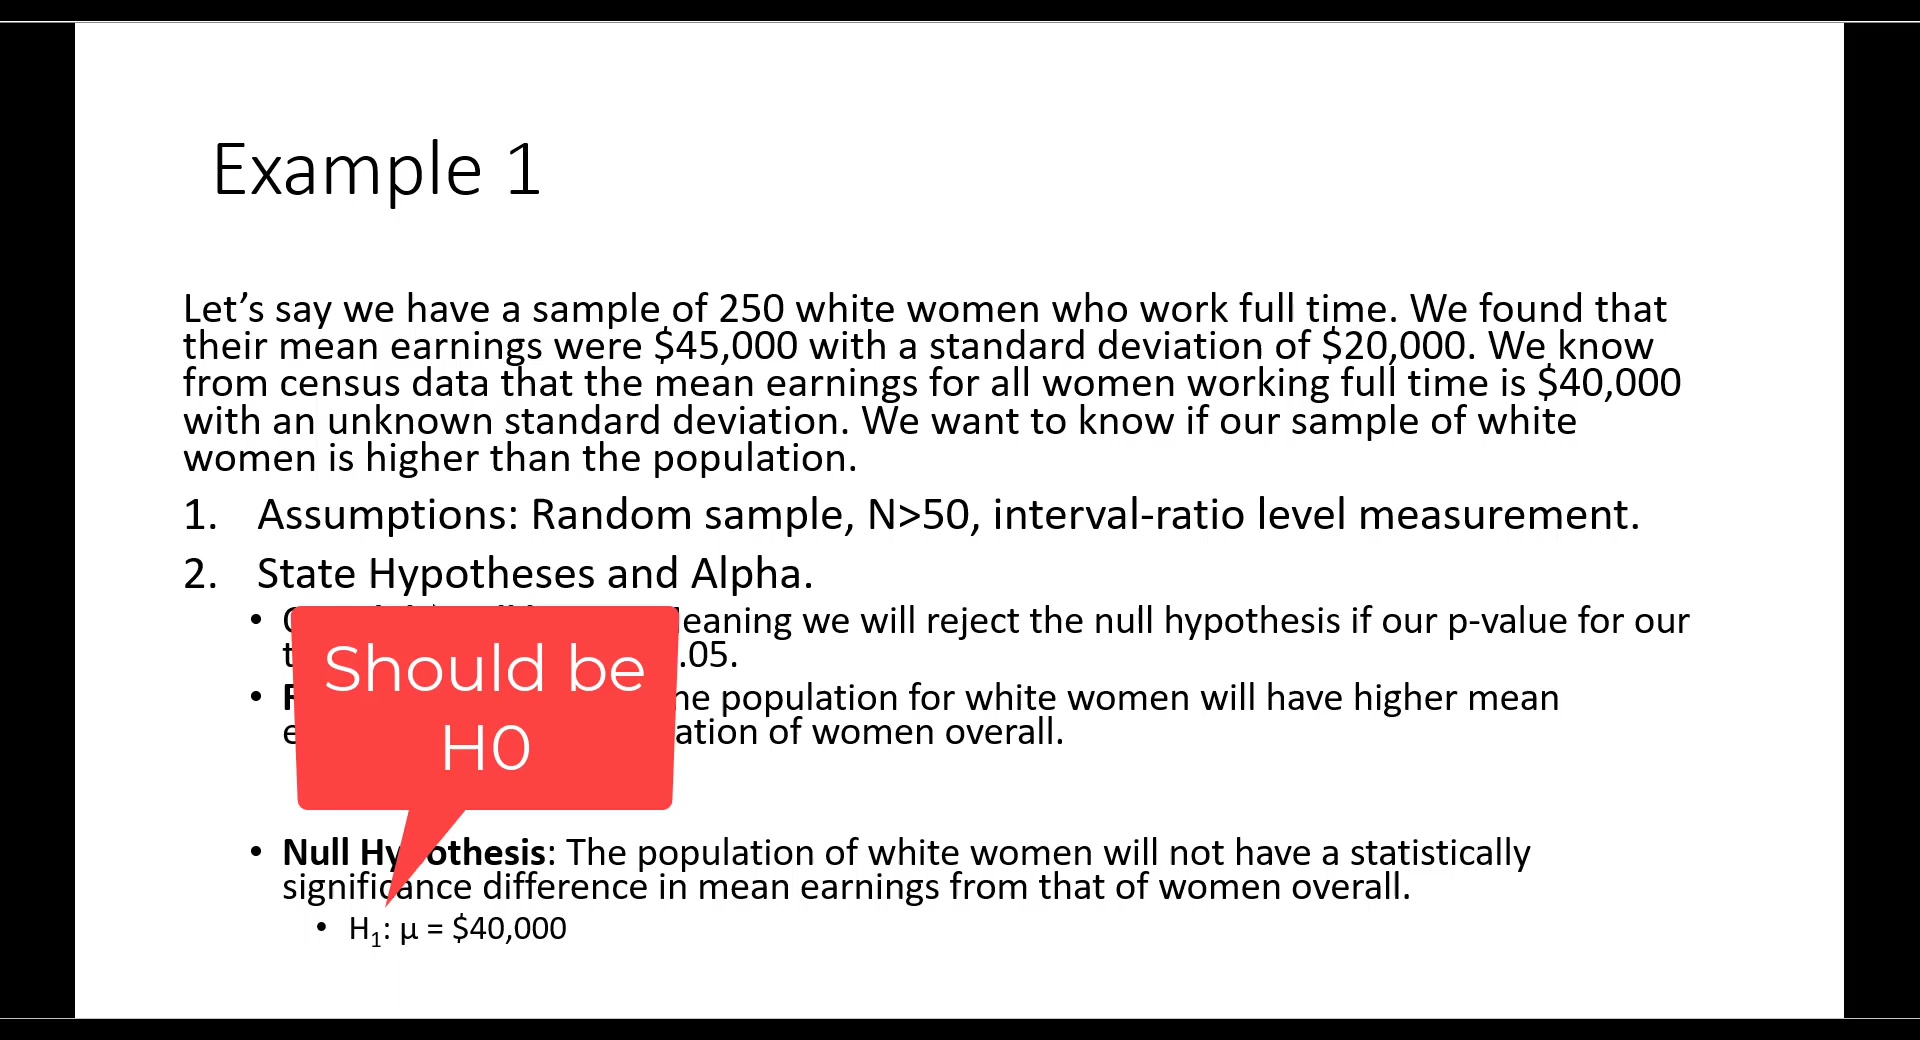 Example 1
Let’s say we have a sample of 250 white women who work full time. We found that
their mean earnings were $45,000 with a standard deviation of $20,000. We know
from census data that the mean earnings for all women working full time is $40,000
with an unknown standard deviation. We want to know if our sample of white
women is higher than the population.
1. Assumptions: Random sample, N>50, interval-ratio level measurement.
2. State Hypotheses and Alpha.
we will reject the null hypothesis if our p-value for our
.05.
Should be
H0
population for white women will have higher mean
of women overall.
• Null Hypothesis: The population of white women will not have a statistically
significance difference in mean earnings from that of women overall.
• H₁: μ = $40,000